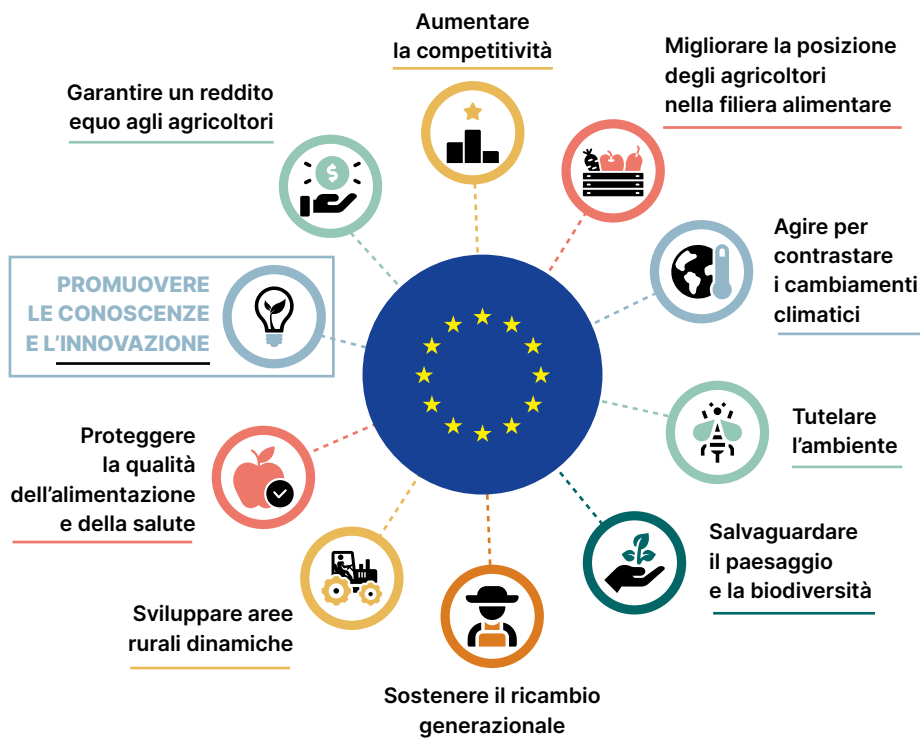 Aumentare
la competitività
Migliorare la posizione
degli agricoltori
nella filiera alimentare
Agire per
contrastare
i cambiamenti
climatici
Tutelare
l'ambiente
Salvaguardare
il paesaggio
e la biodiversità
Sostenere il ricambio
generazionale
Sviluppare aree
rurali dinamiche
Proteggere
la qualità
dell'alimentazione
e della salute
PROMUOVERE
LE CONOSCENZE
E L'INNOVAZIONE
Garantire un reddito
equo agli agricoltori
$